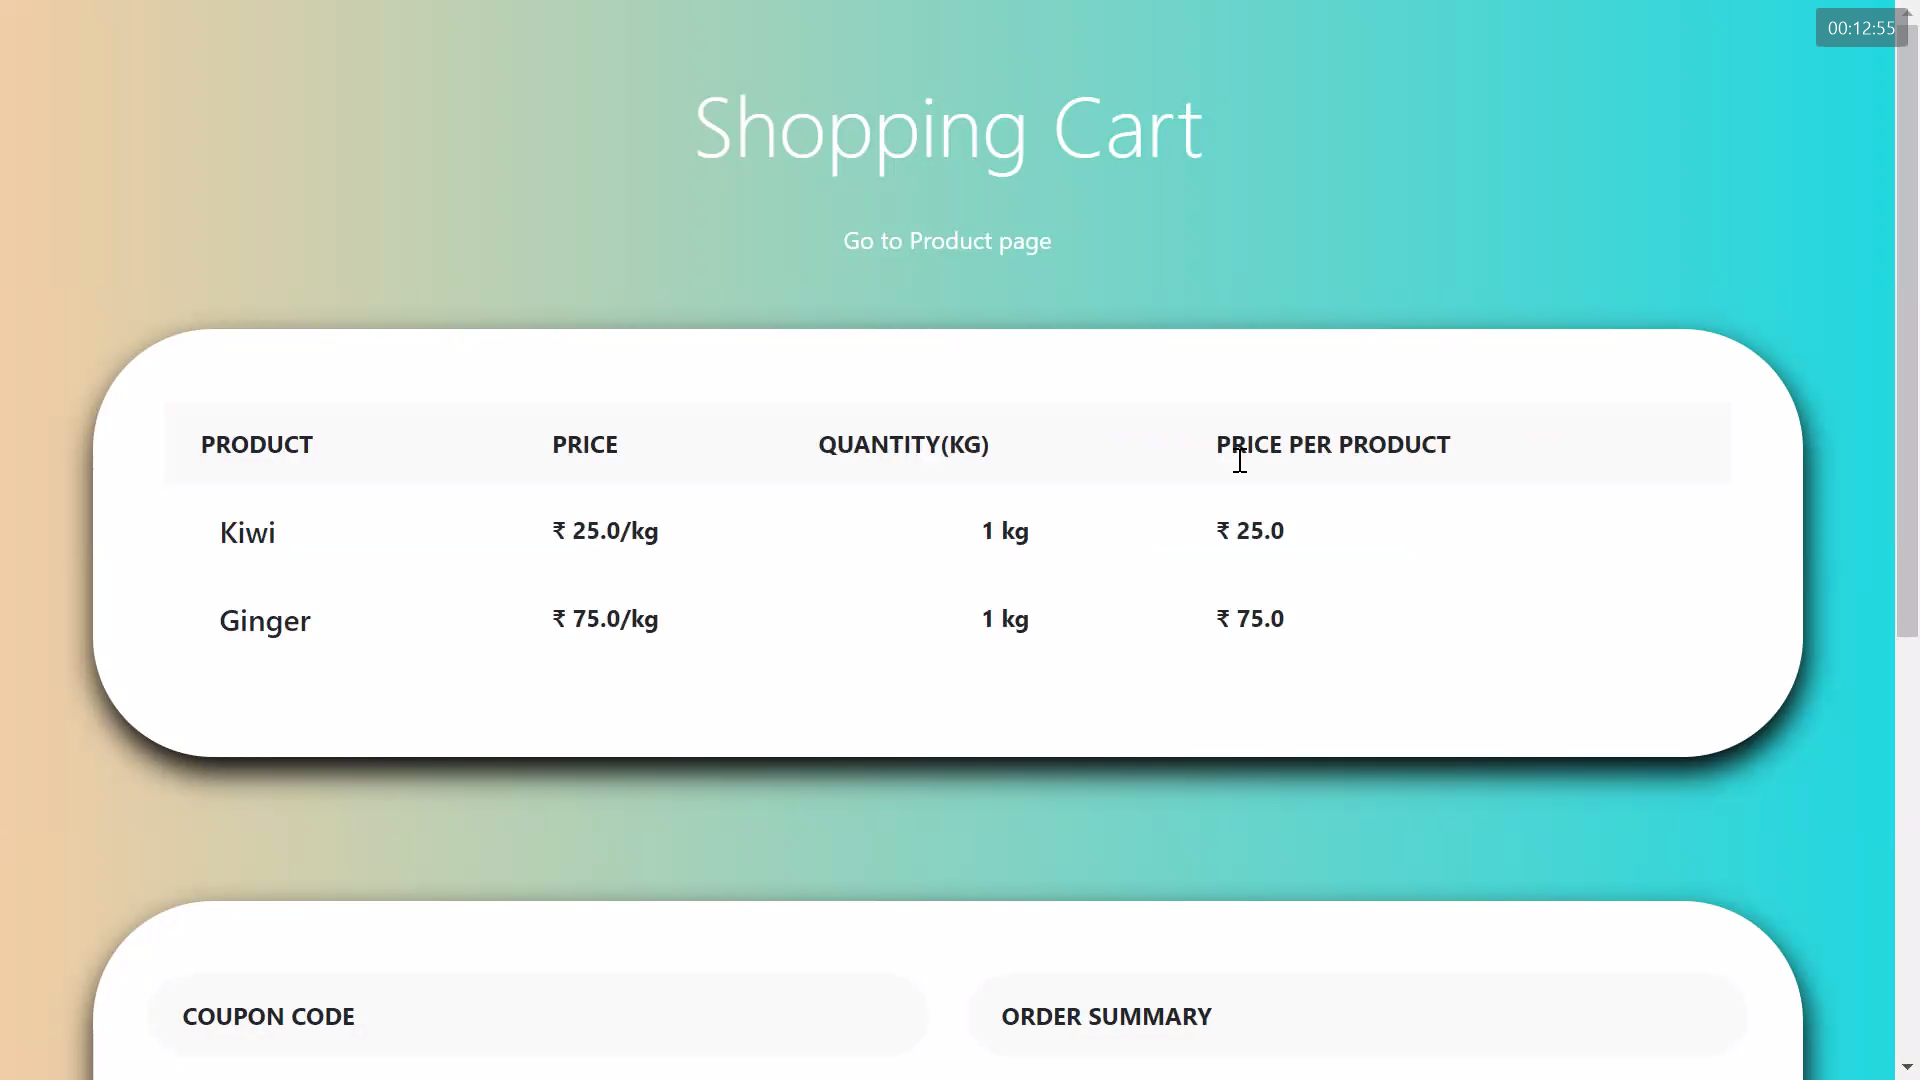 00:12:55
Shopping Cart
Go to Product page
PRODUCT PRICE QUANTITY(KG) PRICE PER PRODUCT
Kiwi ₹ 25.0/kg 1 kg ₹ 25.0
Ginger ₹ 75.0/kg 1 kg ₹ 75.0
COUPON CODE ORDER SUMMARY